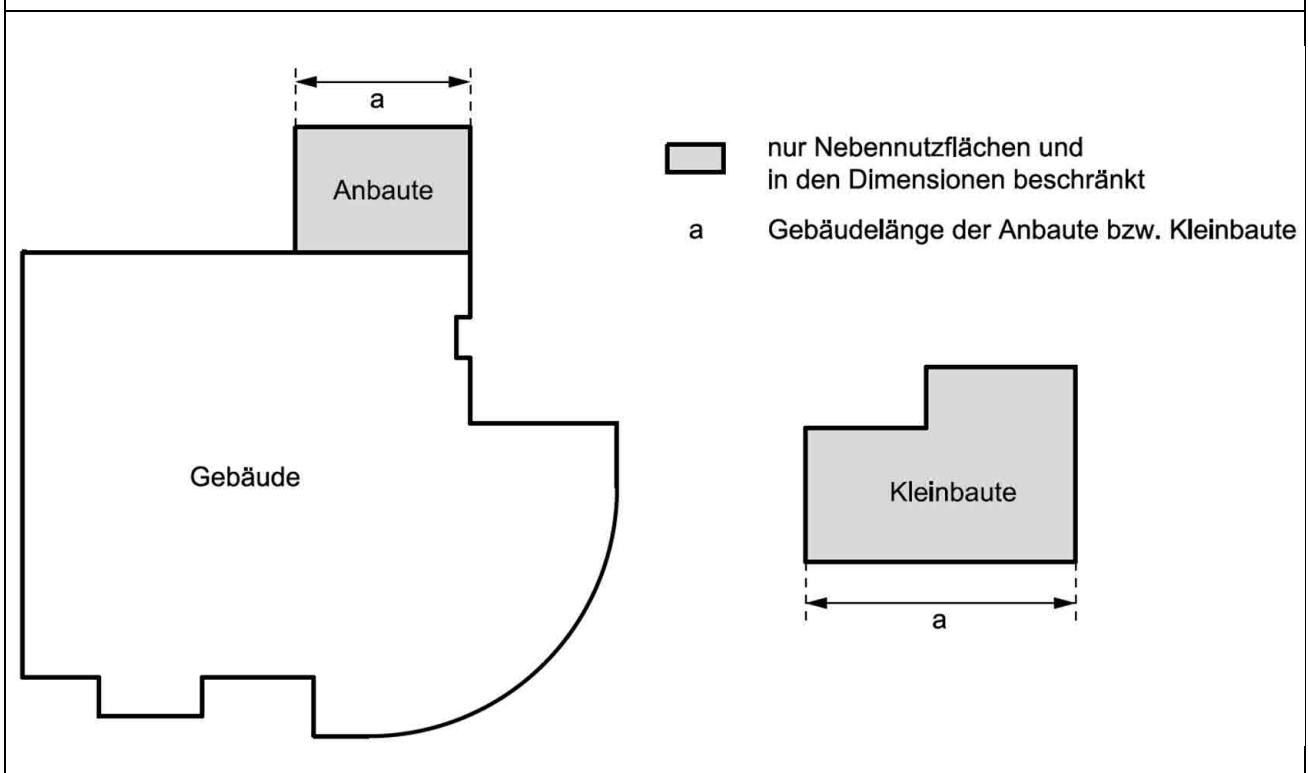 a
Anbaute
nur Nebennutzflächen und
in den Dimensionen beschränkt
a Gebäudelänge der Anbaute bzw. Kleinbaute
Gebäude
Kleinbaute
a